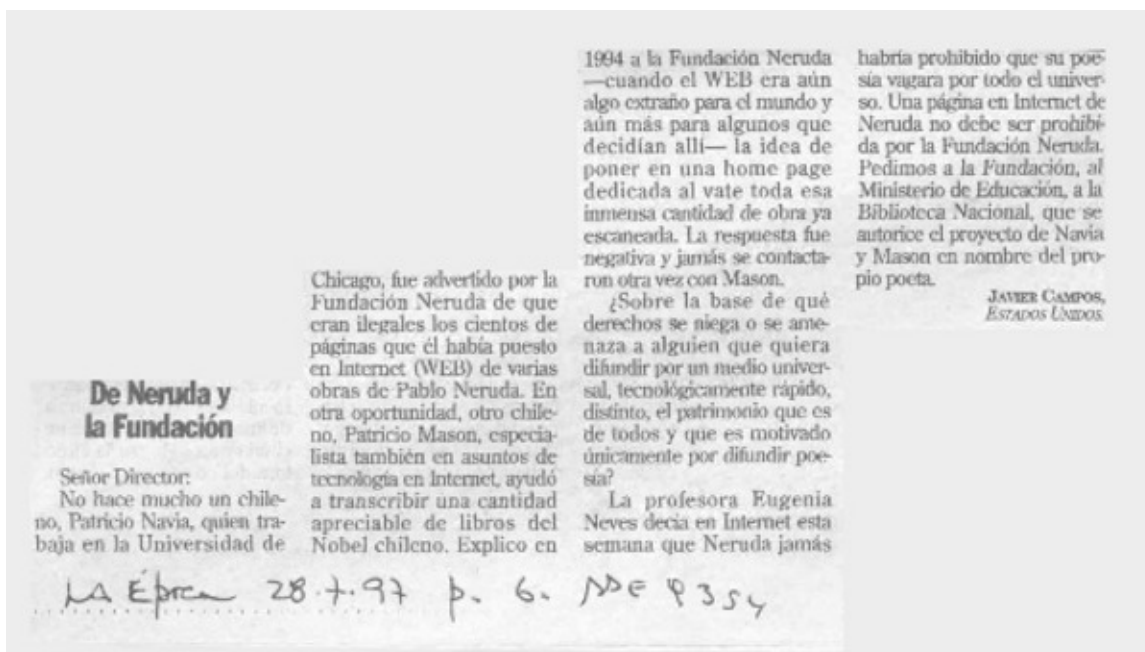 De Neruda y
la Fundación
Señor Director:
No hace mucho un chile-
no, Patricio Navia, quien tra-
baja en la Universidad de
Chicago, fue advertido por la
Fundación Neruda de que
eran ilegales los cientos de
páginas que él había puesto
en Internet (WEB) de varias
obras de Pablo Neruda. En
otra oportunidad, otro chile-
no, Patricio Mason, especia-
lista también en asuntos de
tecnología en Internet, ayudó
a transcribir una cantidad
apreciable de libros del
Nobel chileno. Explico en
1994 a la Fundación Neruda
—cuando el WEB era aún
algo extraño para el mundo y
aún más para algunos que
decidían allí— la idea de
poner en una home page
dedicada al vate toda esa
inmensa cantidad de obra ya
escaneada. La respuesta fue
negativa y jamás se contacta-
ron otra vez con Mason.
¿Sobre la base de qué
derechos se niega o se ame-
naza a alguien que quiera
difundir por un medio univer-
sal, tecnológicamente rápido,
distinto, el patrimonio que es
de todos y que es motivado
únicamente por difundir poe-
sía?
La profesora Eugenia
Neves decía en Internet esta
semana que Neruda jamás
habría prohibido que su poe-
sía vagara por todo el univer-
so. Una página en Internet de
Neruda no debe ser prohibi-
da por la Fundación Neruda.
Pedimos a la Fundación, al
Ministerio de Educación, a la
Biblioteca Nacional, que se
autorice el proyecto de Navia
y Mason en nombre del pro-
pio poeta.
JAVIER CAMPOS,
ESTADOS UNIDOS.
LA Época 28.7.97 p. 6.